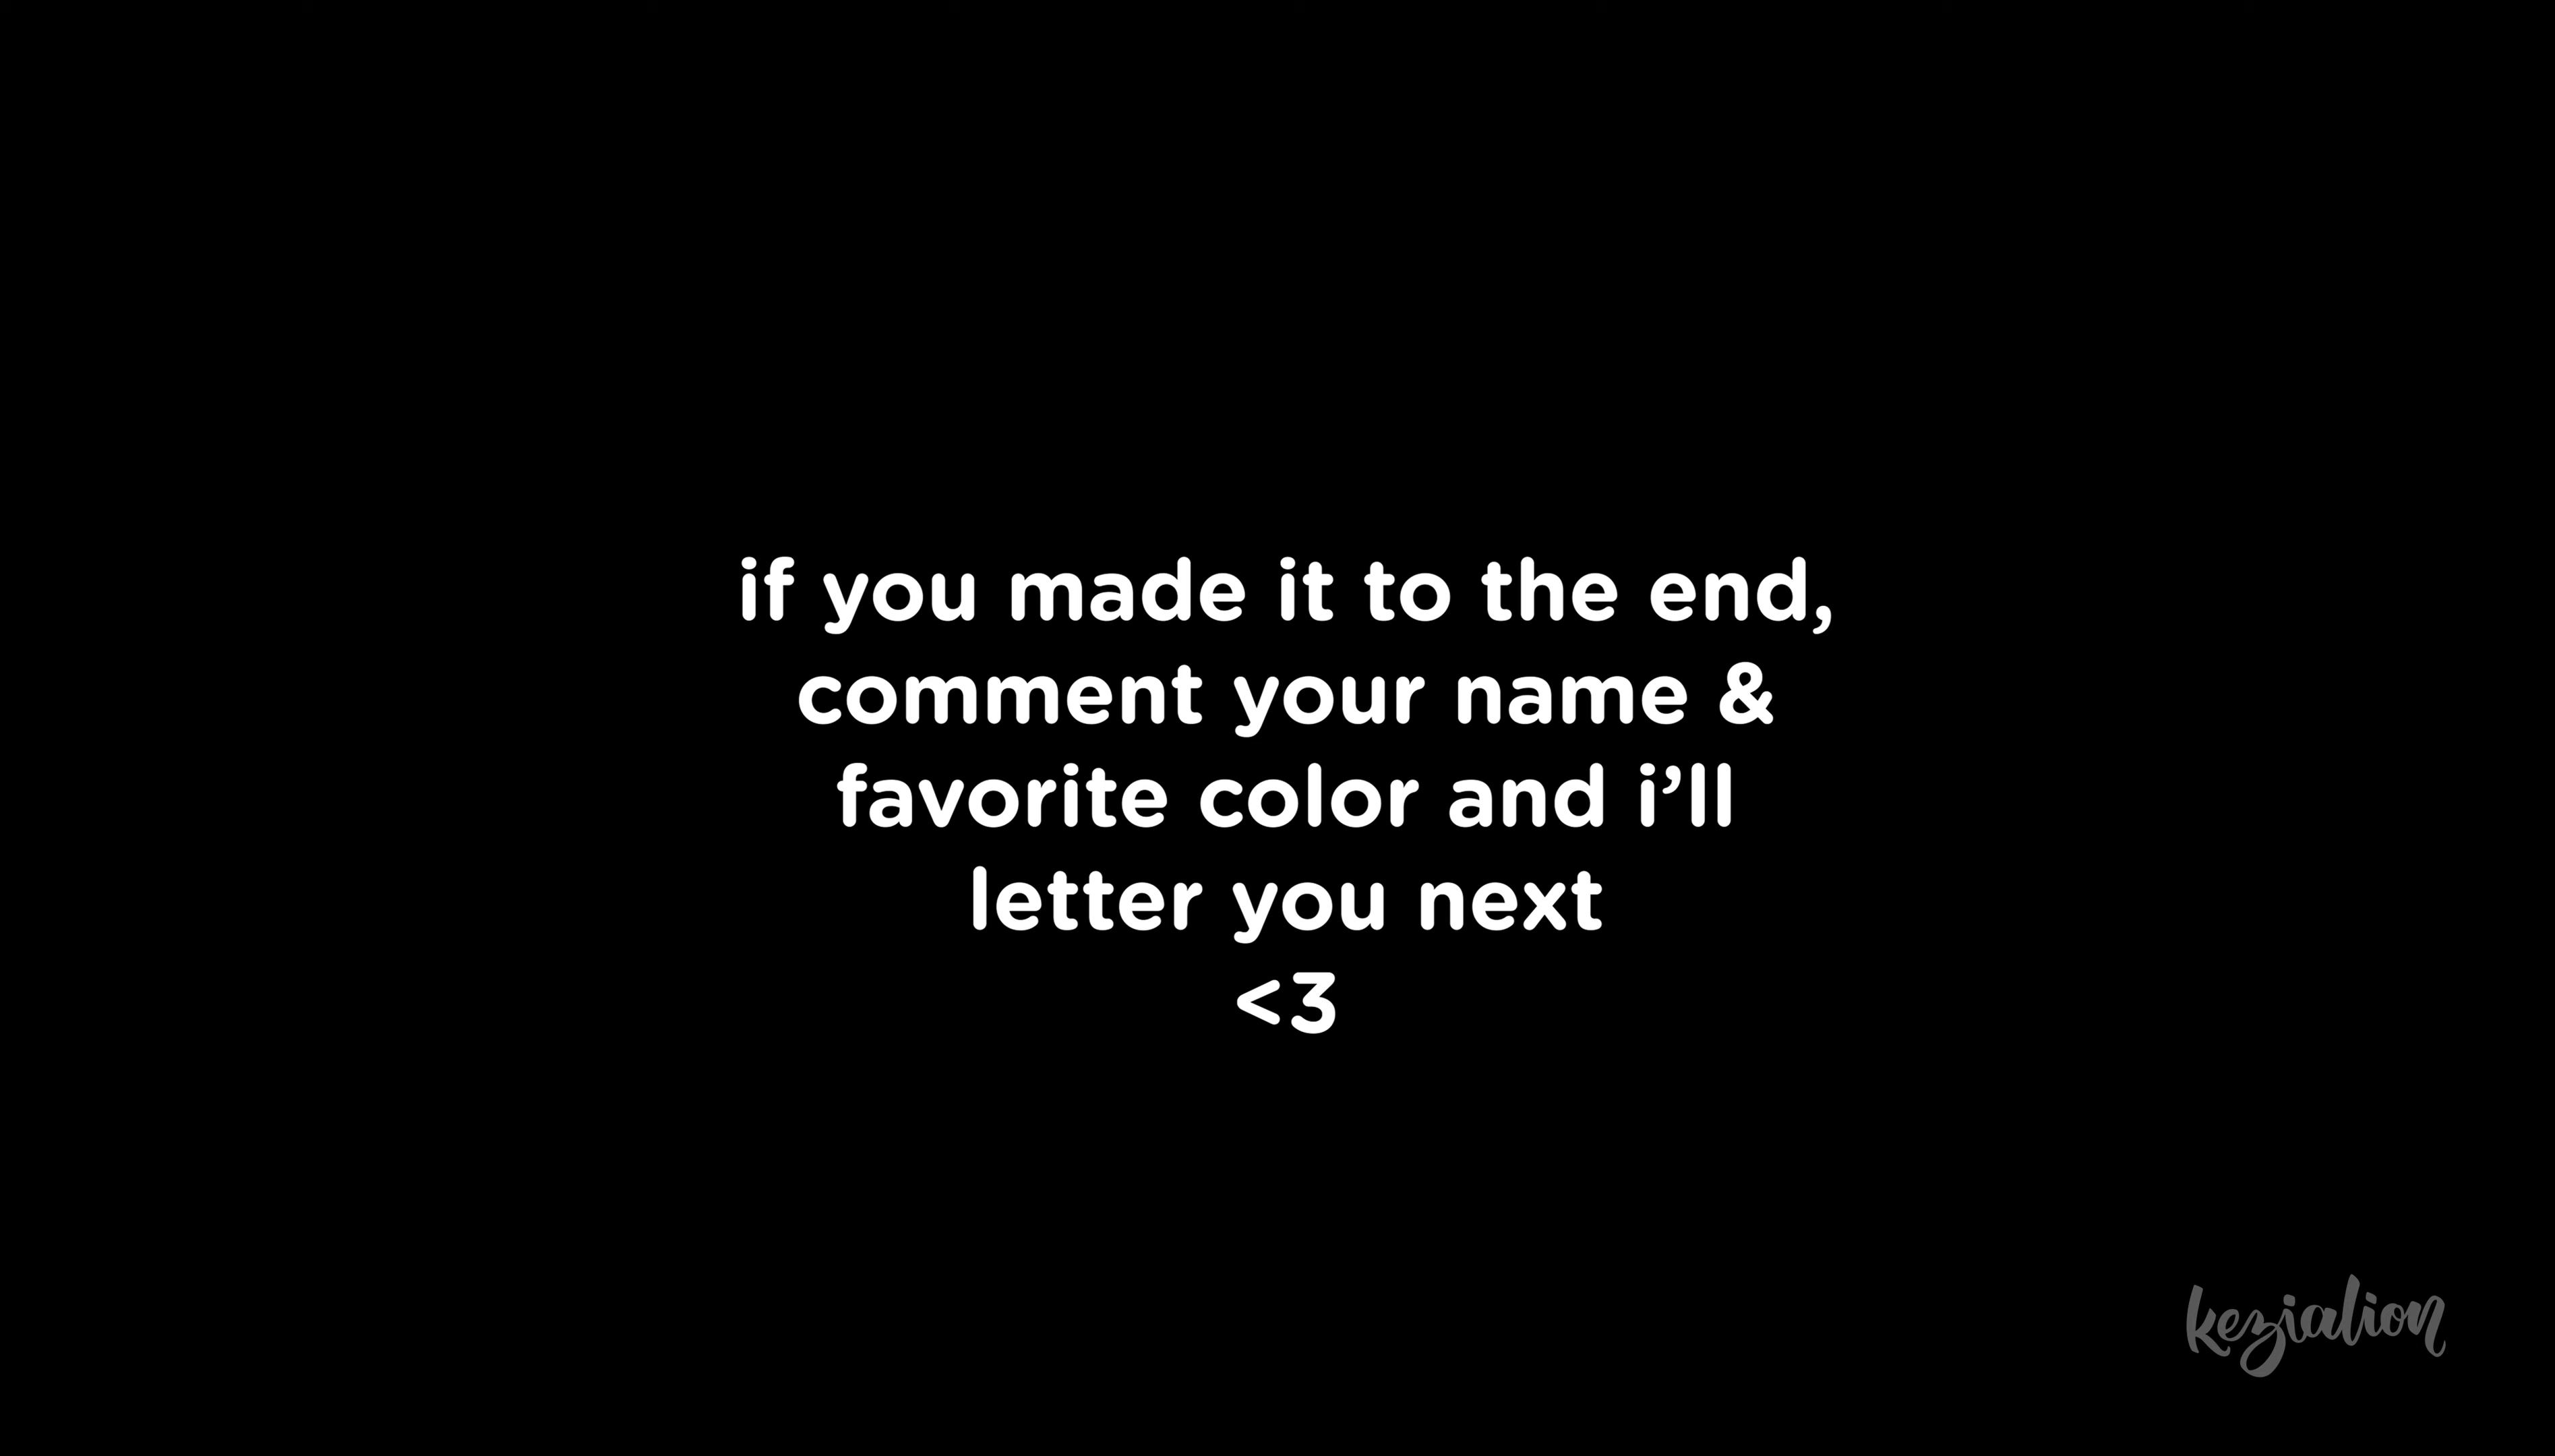 if you made it to the end,
comment your name &
favorite color and i’ll
letter you next
<3
kezialion